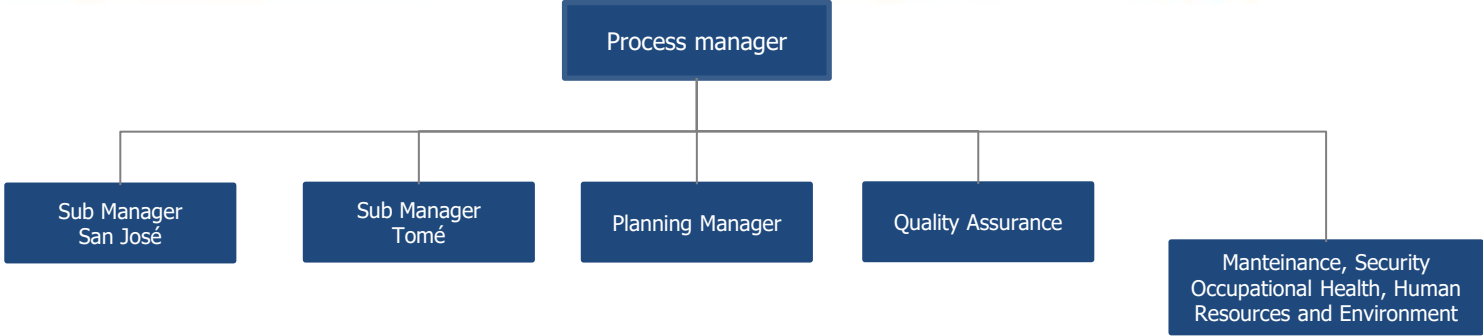 Process manager
Sub Manager
San José
Sub Manager
Tomé
Planning Manager
Quality Assurance
Manteinance, Security
Occupational Health, Human
Resources and Environment